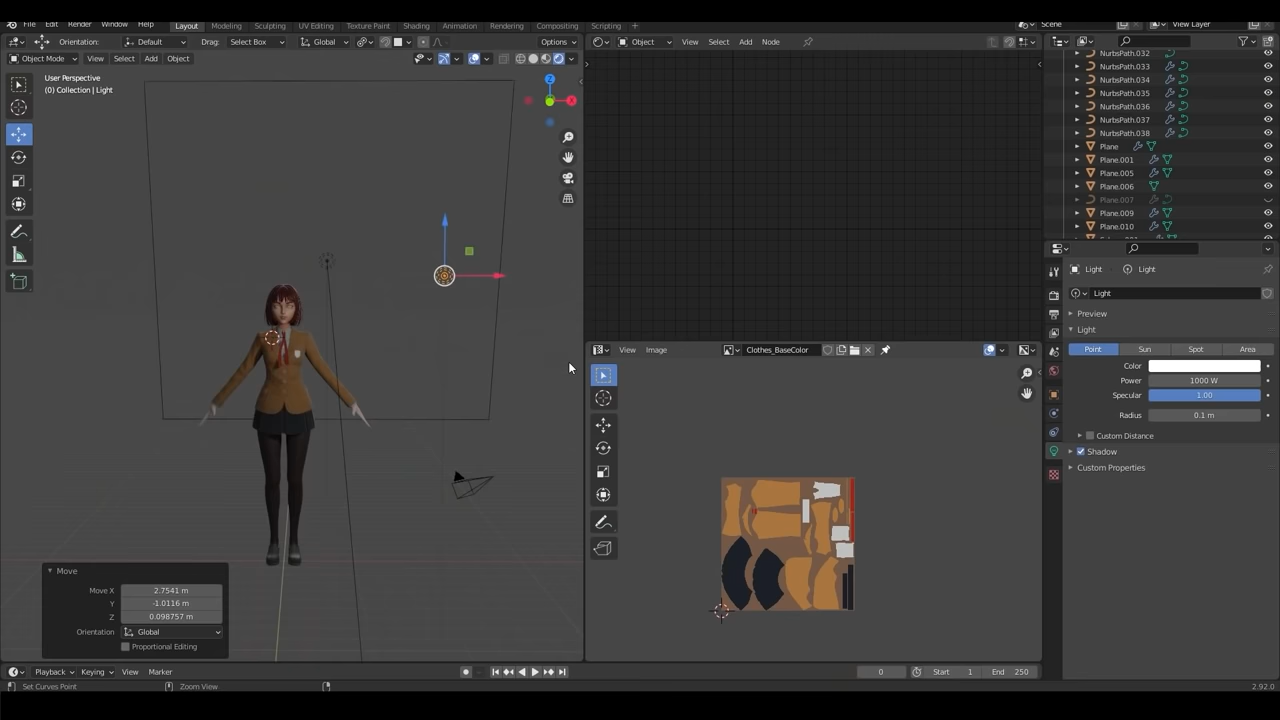 File Edit Render Window Help Layout Modeling Sculpting UV Editing Texture Paint Shading Animation Rendering Compositing Scripting + Scene View Layer
Orientation: Default Drag: Select Box Global Options
Object Mode View Select Add Object
Object View Select Add Node
User Perspective
(0) Collection | Light
Z
X
NurbsPath.032
NurbsPath.033
NurbsPath.034
NurbsPath.035
NurbsPath.036
NurbsPath.037
NurbsPath.038
Plane
Plane.001
Plane.005
Plane.006
Plane.007
Plane.009
Plane.010
Light Light
Light
Preview
Light
Point Sun Spot Area
Color
Power 1000 W
Specular 1.00
Radius 0.1 m
Custom Distance
Shadow
Custom Properties
View Image Clothes_BaseColor
Move
Move X 2.7541 m
Y -1.0116 m
Z 0.098757 m
Orientation Global
Proportional Editing
Playback Keying View Marker 0 Start 1 End 250
Set Curves Point Zoom View 2.92.0